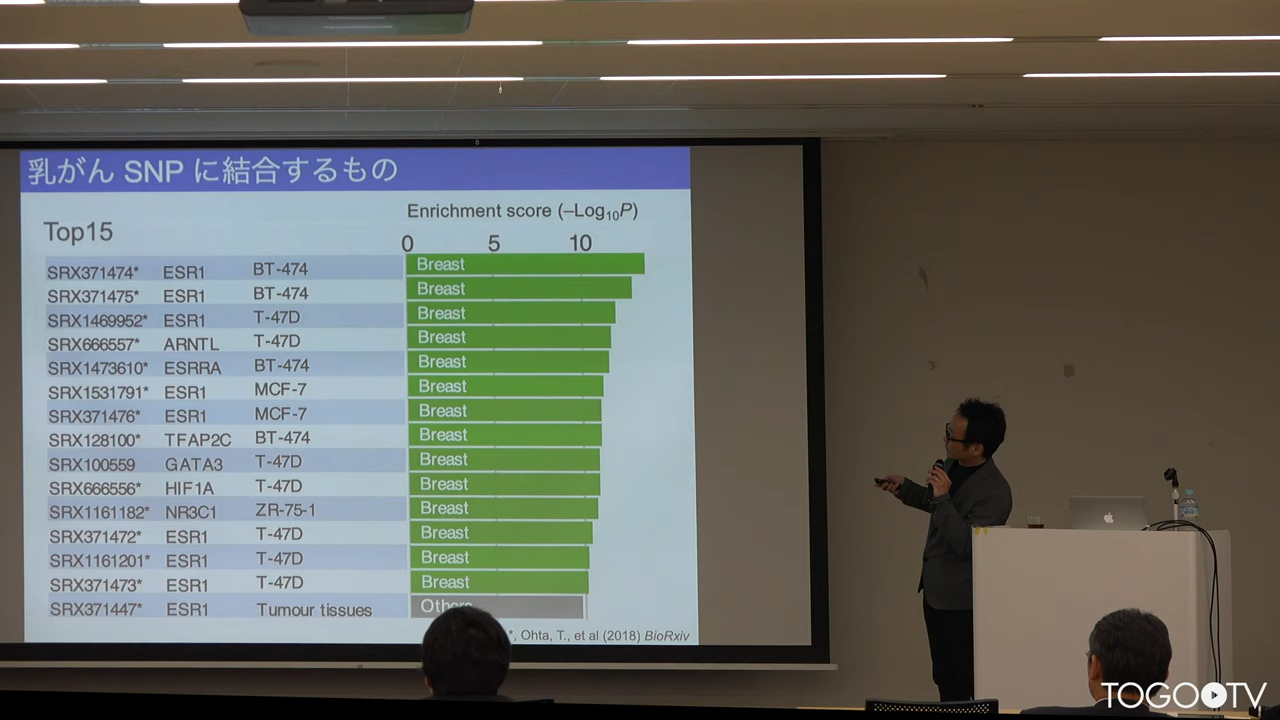 乳がん SNP に結合するもの
Enrichment score (–Log10P)
Top15
0 5 10
SRX371474* ESR1 BT-474 Breast
SRX371475* ESR1 BT-474 Breast
SRX1469952* ESR1 T-47D Breast
SRX666557* ARNTL T-47D Breast
SRX1473610* ESRRA BT-474 Breast
SRX1531791* ESR1 MCF-7 Breast
SRX371476* ESR1 MCF-7 Breast
SRX128100* TFAP2C BT-474 Breast
SRX100559 GATA3 T-47D Breast
SRX666556* HIF1A T-47D Breast
SRX1161182* NR3C1 ZR-75-1 Breast
SRX371472* ESR1 T-47D Breast
SRX1161201* ESR1 T-47D Breast
SRX371473* ESR1 T-47D Breast
SRX371447* ESR1 Tumour tissues Others
*, Ohta, T., et al (2018) BioRxiv
TOGO TV